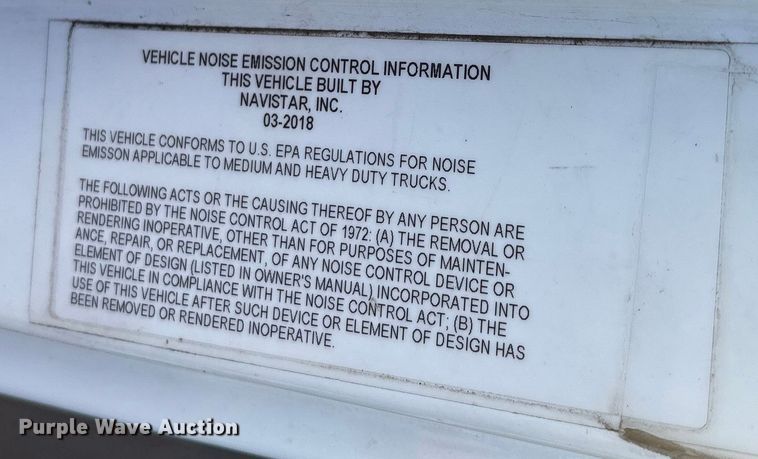 VEHICLE NOISE EMISSION CONTROL INFORMATION
THIS VEHICLE BUILT BY
NAVISTAR, INC.
03-2018
THIS VEHICLE CONFORMS TO U.S. EPA REGULATIONS FOR NOISE
EMISSON APPLICABLE TO MEDIUM AND HEAVY DUTY TRUCKS.
THE FOLLOWING ACTS OR THE CAUSING THEREOF BY ANY PERSON ARE
PROHIBITED BY THE NOISE CONTROL ACT OF 1972: (A) THE REMOVAL OR
RENDERING INOPERATIVE, OTHER THAN FOR PURPOSES OF MAINTEN-
ANCE, REPAIR, OR REPLACEMENT, OF ANY NOISE CONTROL DEVICE OR
ELEMENT OF DESIGN (LISTED IN OWNER'S MANUAL) INCORPORATED INTO
THIS VEHICLE IN COMPLIANCE WITH THE NOISE CONTROL ACT; (B) THE
USE OF THIS VEHICLE AFTER SUCH DEVICE OR ELEMENT OF DESIGN HAS
BEEN REMOVED OR RENDERED INOPERATIVE.
Purple Wave Auction